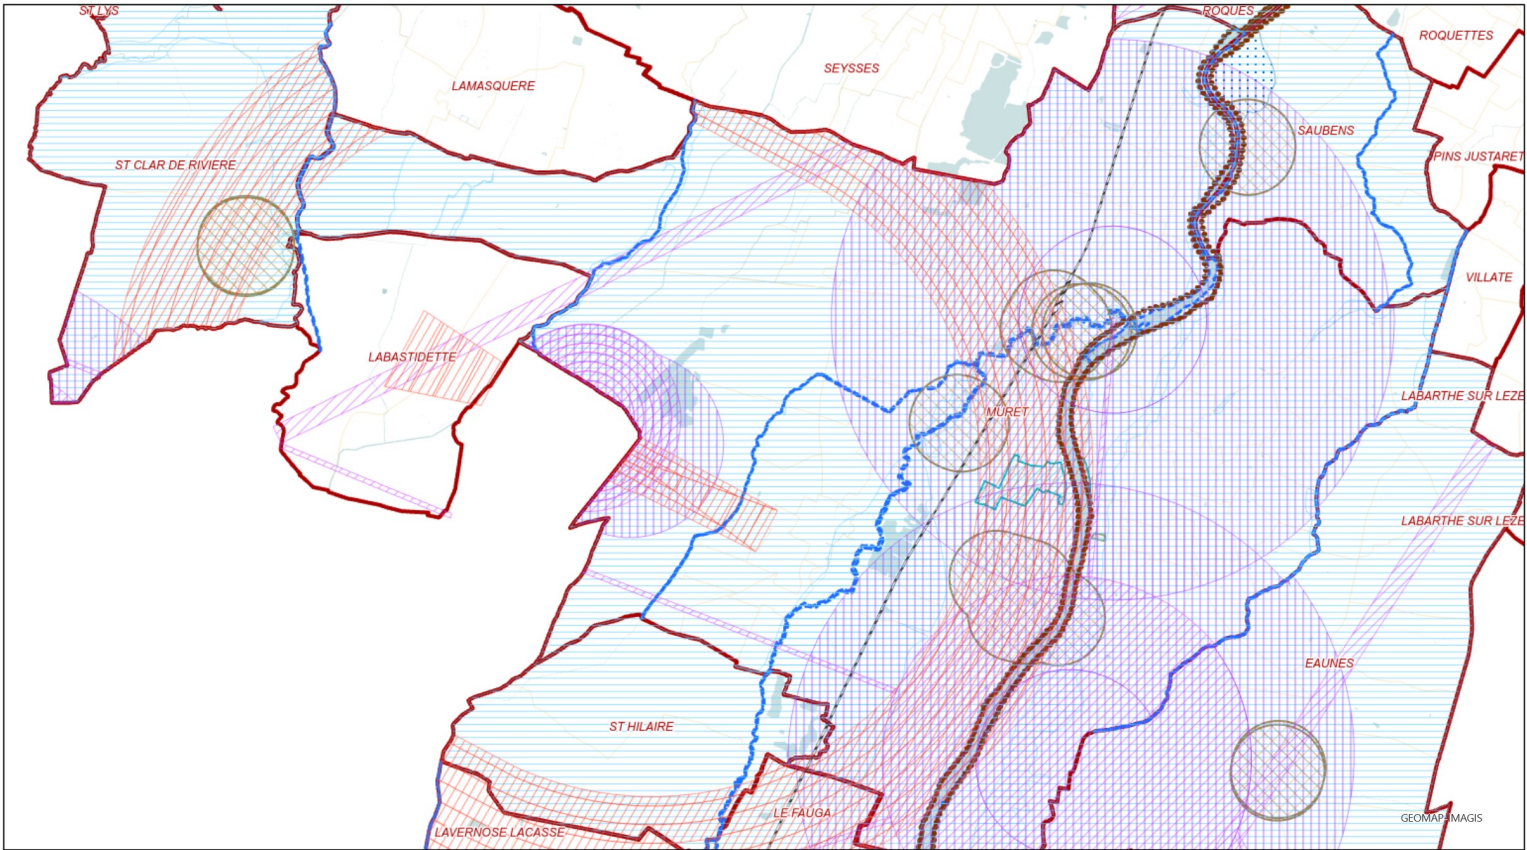 ST LYS
ROQUES
ROQUETTES
SEYSSES
LAMASQUERE
SAUBENS
PINS JUSTARET
ST CLAR DE RIVIERE
VILLATE
LABASTIDETTE
LABARTHE SUR LEZE
MURET
LABARTHE SUR LEZE
EAUNES
ST HILAIRE
LE FAUGA
GEOMAP-IMAGIS
LAVERNOSE LACASSE